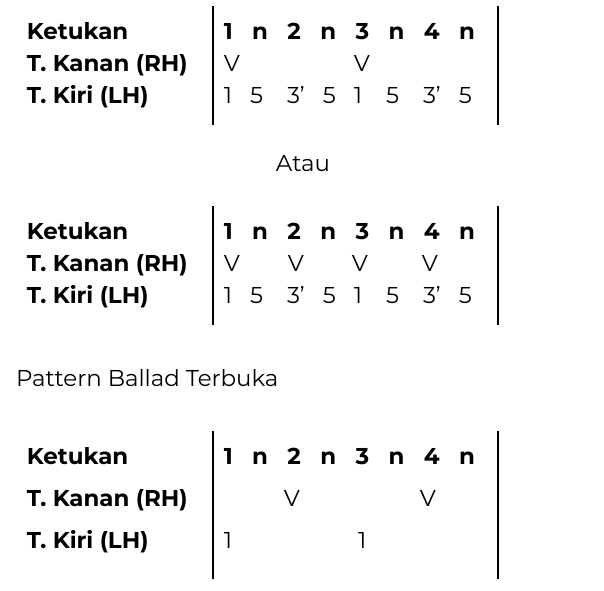 Ketukan 1 n 2 n 3 n 4 n
T. Kanan (RH) V V
T. Kiri (LH) 1 5 3’ 5 1 5 3’ 5
Atau
Ketukan 1 n 2 n 3 n 4 n
T. Kanan (RH) V V V V
T. Kiri (LH) 1 5 3’ 5 1 5 3’ 5
Pattern Ballad Terbuka
Ketukan 1 n 2 n 3 n 4 n
T. Kanan (RH) V V
T. Kiri (LH) 1 1